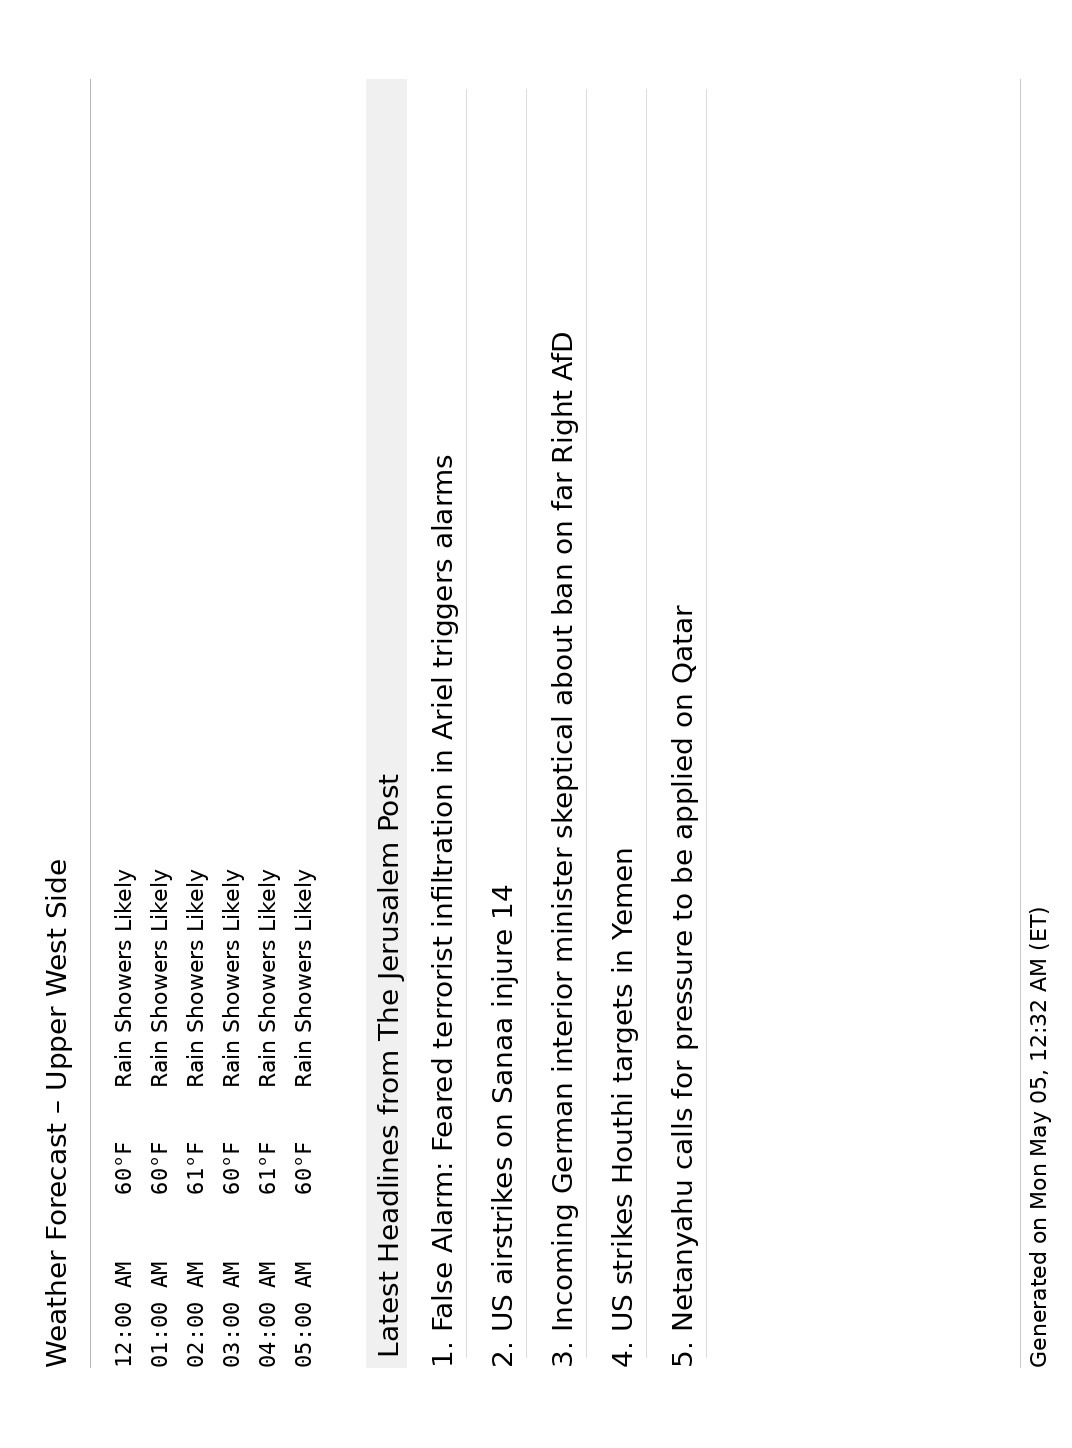 Weather Forecast – Upper West Side
12:00 AM 60°F Rain Showers Likely
01:00 AM 60°F Rain Showers Likely
02:00 AM 61°F Rain Showers Likely
03:00 AM 60°F Rain Showers Likely
04:00 AM 61°F Rain Showers Likely
05:00 AM 60°F Rain Showers Likely
Latest Headlines from The Jerusalem Post
1. False Alarm: Feared terrorist infiltration in Ariel triggers alarms
2. US airstrikes on Sanaa injure 14
3. Incoming German interior minister skeptical about ban on far Right AfD
4. US strikes Houthi targets in Yemen
5. Netanyahu calls for pressure to be applied on Qatar
Generated on Mon May 05, 12:32 AM (ET)